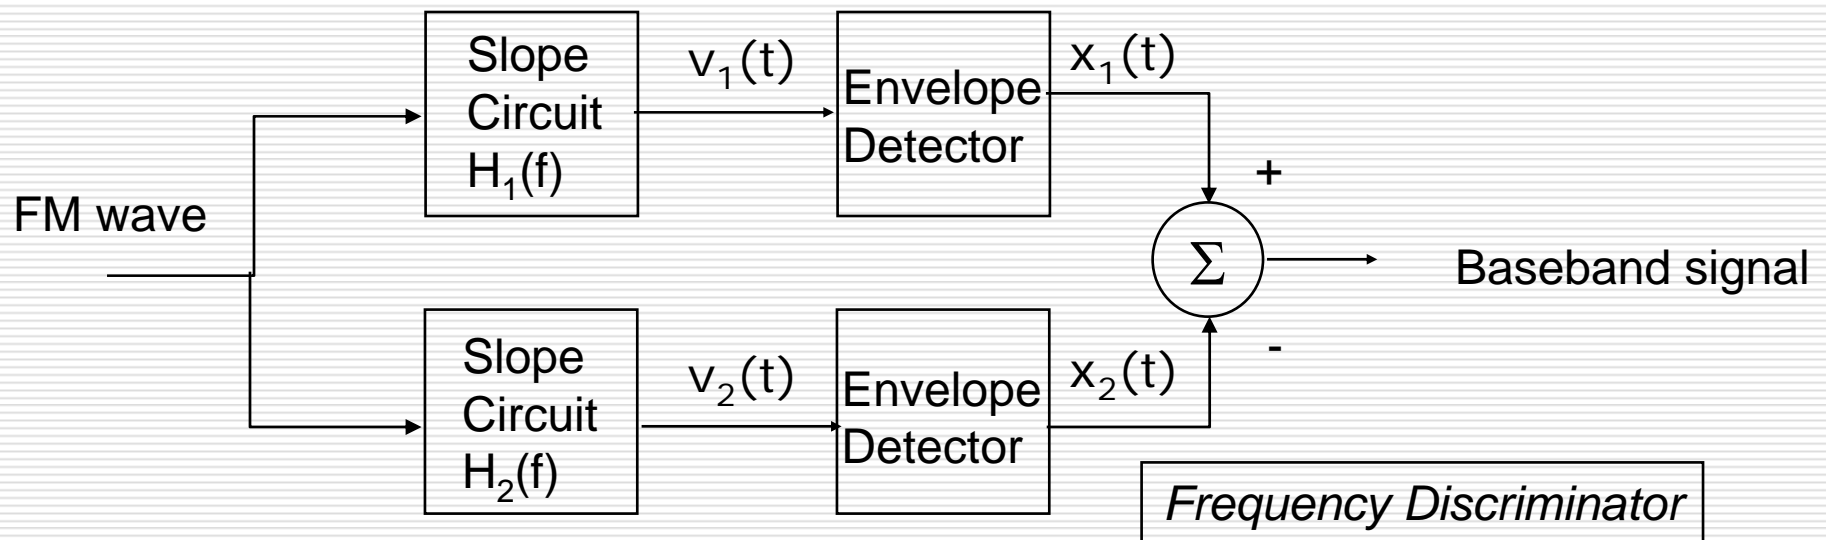 Slope
Circuit
H₁(f)
v₁(t)
Envelope
Detector
x₁(t)
+
FM wave
Σ
Baseband signal
-
Slope
Circuit
H₂(f)
v₂(t)
Envelope
Detector
x₂(t)
Frequency Discriminator